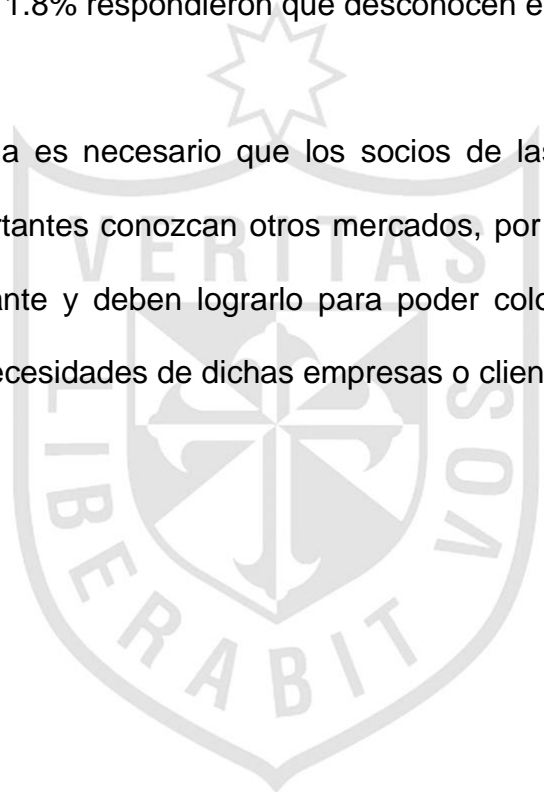 1.8% respondieron que desconocen e
a es necesario que los socios de las
rtantes conozcan otros mercados, por
ante y deben lograrlo para poder colo
ecesidades de dichas empresas o clien
VERITAS
LIBERABIT VOS